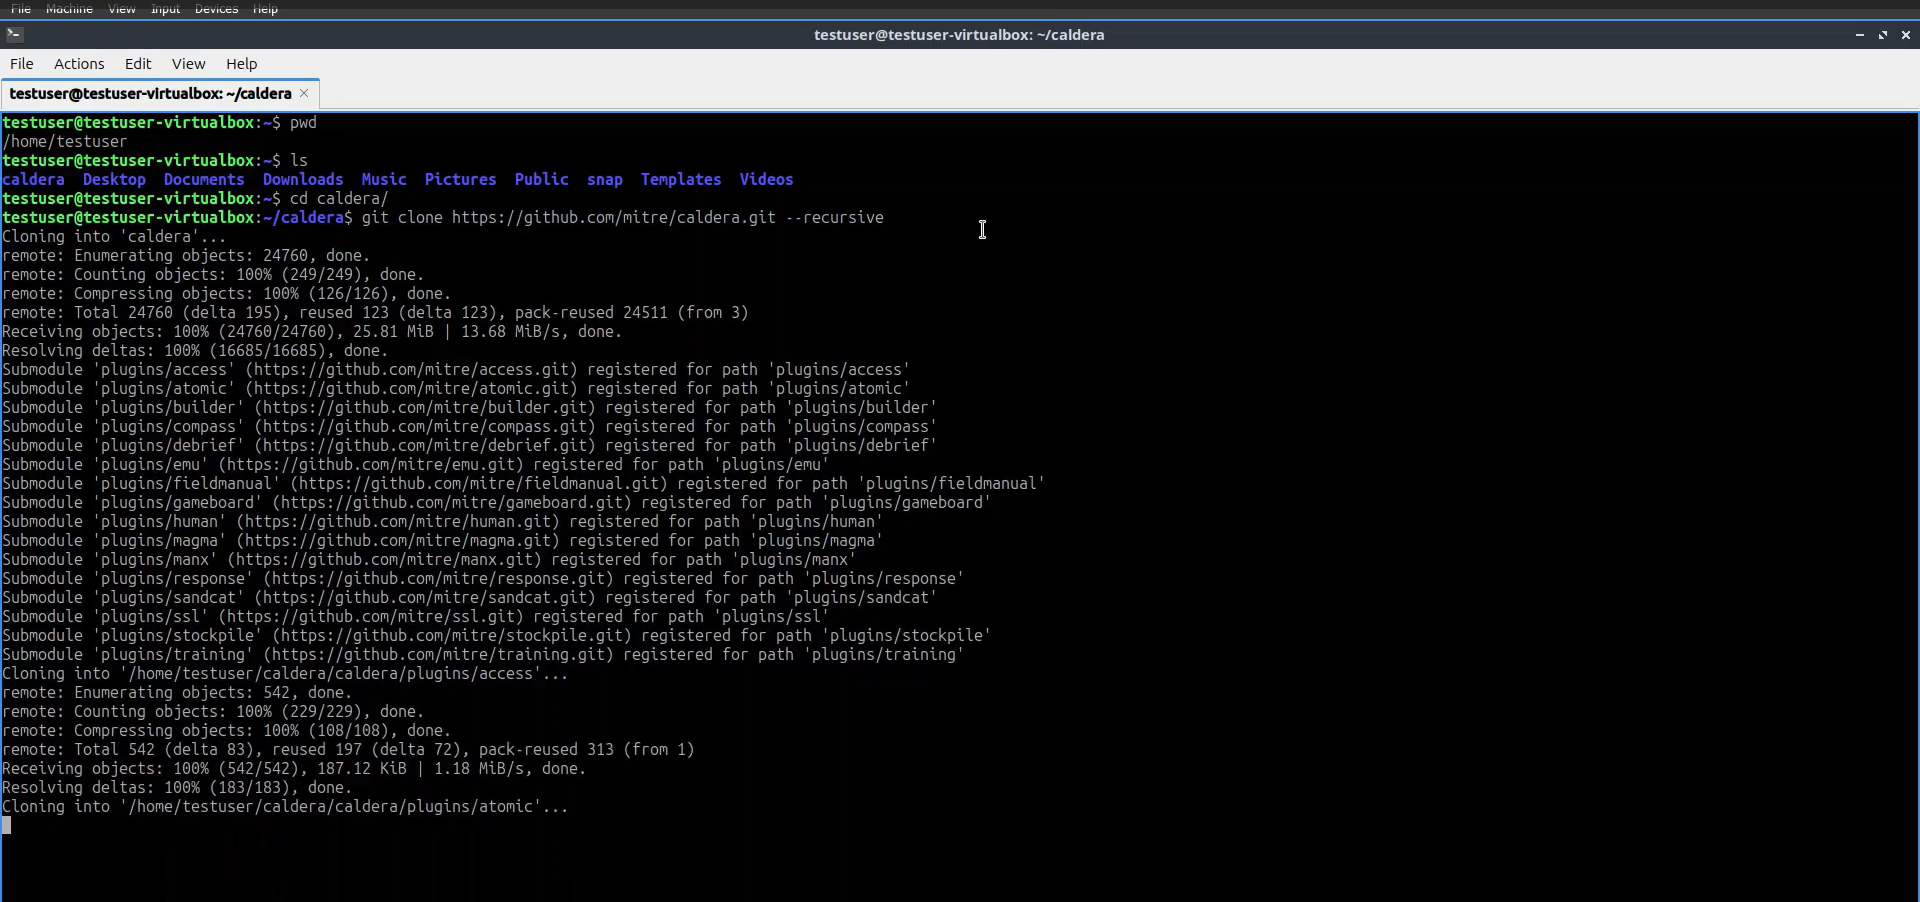 File Machine View Input Devices Help
testuser@testuser-virtualbox: ~/caldera
File Actions Edit View Help
testuser@testuser-virtualbox: ~/caldera ×
testuser@testuser-virtualbox:~$ pwd
/home/testuser
testuser@testuser-virtualbox:~$ ls
caldera Desktop Documents Downloads Music Pictures Public snap Templates Videos
testuser@testuser-virtualbox:~$ cd caldera/
testuser@testuser-virtualbox:~/caldera$ git clone https://github.com/mitre/caldera.git --recursive
Cloning into 'caldera'...
remote: Enumerating objects: 24760, done.
remote: Counting objects: 100% (249/249), done.
remote: Compressing objects: 100% (126/126), done.
remote: Total 24760 (delta 195), reused 123 (delta 123), pack-reused 24511 (from 3)
Receiving objects: 100% (24760/24760), 25.81 MiB | 13.68 MiB/s, done.
Resolving deltas: 100% (16685/16685), done.
Submodule 'plugins/access' (https://github.com/mitre/access.git) registered for path 'plugins/access'
Submodule 'plugins/atomic' (https://github.com/mitre/atomic.git) registered for path 'plugins/atomic'
Submodule 'plugins/builder' (https://github.com/mitre/builder.git) registered for path 'plugins/builder'
Submodule 'plugins/compass' (https://github.com/mitre/compass.git) registered for path 'plugins/compass'
Submodule 'plugins/debrief' (https://github.com/mitre/debrief.git) registered for path 'plugins/debrief'
Submodule 'plugins/emu' (https://github.com/mitre/emu.git) registered for path 'plugins/emu'
Submodule 'plugins/fieldmanual' (https://github.com/mitre/fieldmanual.git) registered for path 'plugins/fieldmanual'
Submodule 'plugins/gameboard' (https://github.com/mitre/gameboard.git) registered for path 'plugins/gameboard'
Submodule 'plugins/human' (https://github.com/mitre/human.git) registered for path 'plugins/human'
Submodule 'plugins/magma' (https://github.com/mitre/magma.git) registered for path 'plugins/magma'
Submodule 'plugins/manx' (https://github.com/mitre/manx.git) registered for path 'plugins/manx'
Submodule 'plugins/response' (https://github.com/mitre/response.git) registered for path 'plugins/response'
Submodule 'plugins/sandcat' (https://github.com/mitre/sandcat.git) registered for path 'plugins/sandcat'
Submodule 'plugins/ssl' (https://github.com/mitre/ssl.git) registered for path 'plugins/ssl'
Submodule 'plugins/stockpile' (https://github.com/mitre/stockpile.git) registered for path 'plugins/stockpile'
Submodule 'plugins/training' (https://github.com/mitre/training.git) registered for path 'plugins/training'
Cloning into '/home/testuser/caldera/caldera/plugins/access'...
remote: Enumerating objects: 542, done.
remote: Counting objects: 100% (229/229), done.
remote: Compressing objects: 100% (108/108), done.
remote: Total 542 (delta 83), reused 197 (delta 72), pack-reused 313 (from 1)
Receiving objects: 100% (542/542), 187.12 KiB | 1.18 MiB/s, done.
Resolving deltas: 100% (183/183), done.
Cloning into '/home/testuser/caldera/caldera/plugins/atomic'...